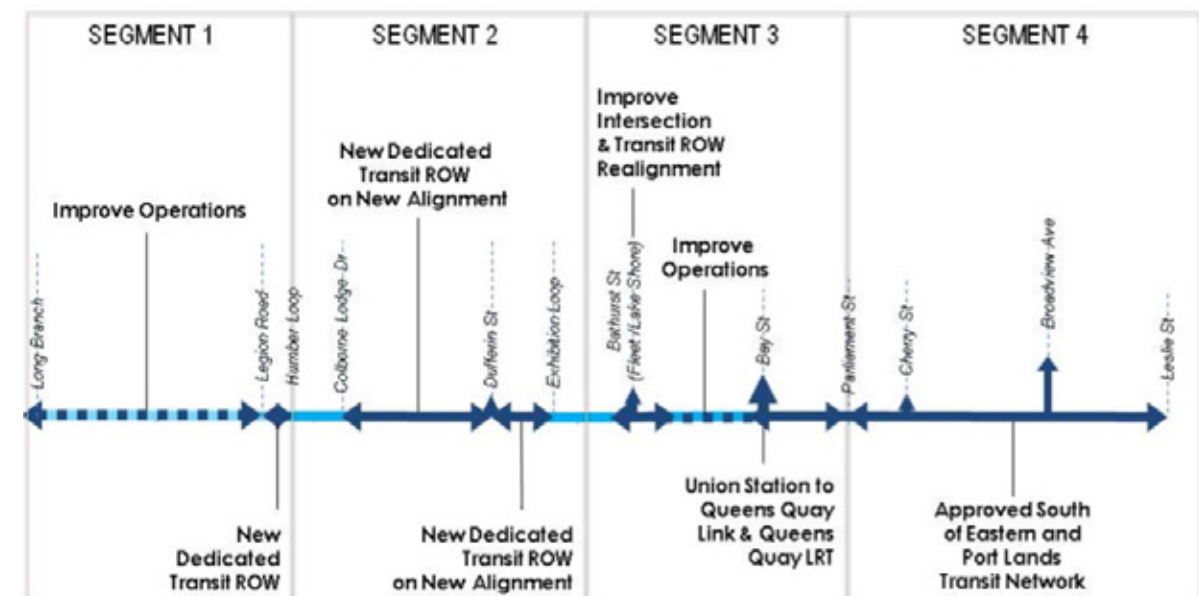 SEGMENT 1
SEGMENT 2
SEGMENT 3
SEGMENT 4
Improve Operations
New Dedicated
Transit ROW
on New Alignment
Improve
Intersection
& Transit ROW
Realignment
Improve
Operations
Long Branch
Legion Road
Humber Loop
Colborne Lodge Dr
Dufferin St
Exhibition Loop
Bathurst St
(Fleet /Lake Shore)
Bay St
Parliament St
Cherry St
Broadview Ave
Leslie St
New
Dedicated
Transit ROW
New Dedicated
Transit ROW
on New Alignment
Union Station to
Queens Quay
Link & Queens
Quay LRT
Approved South
of Eastern and
Port Lands
Transit Network